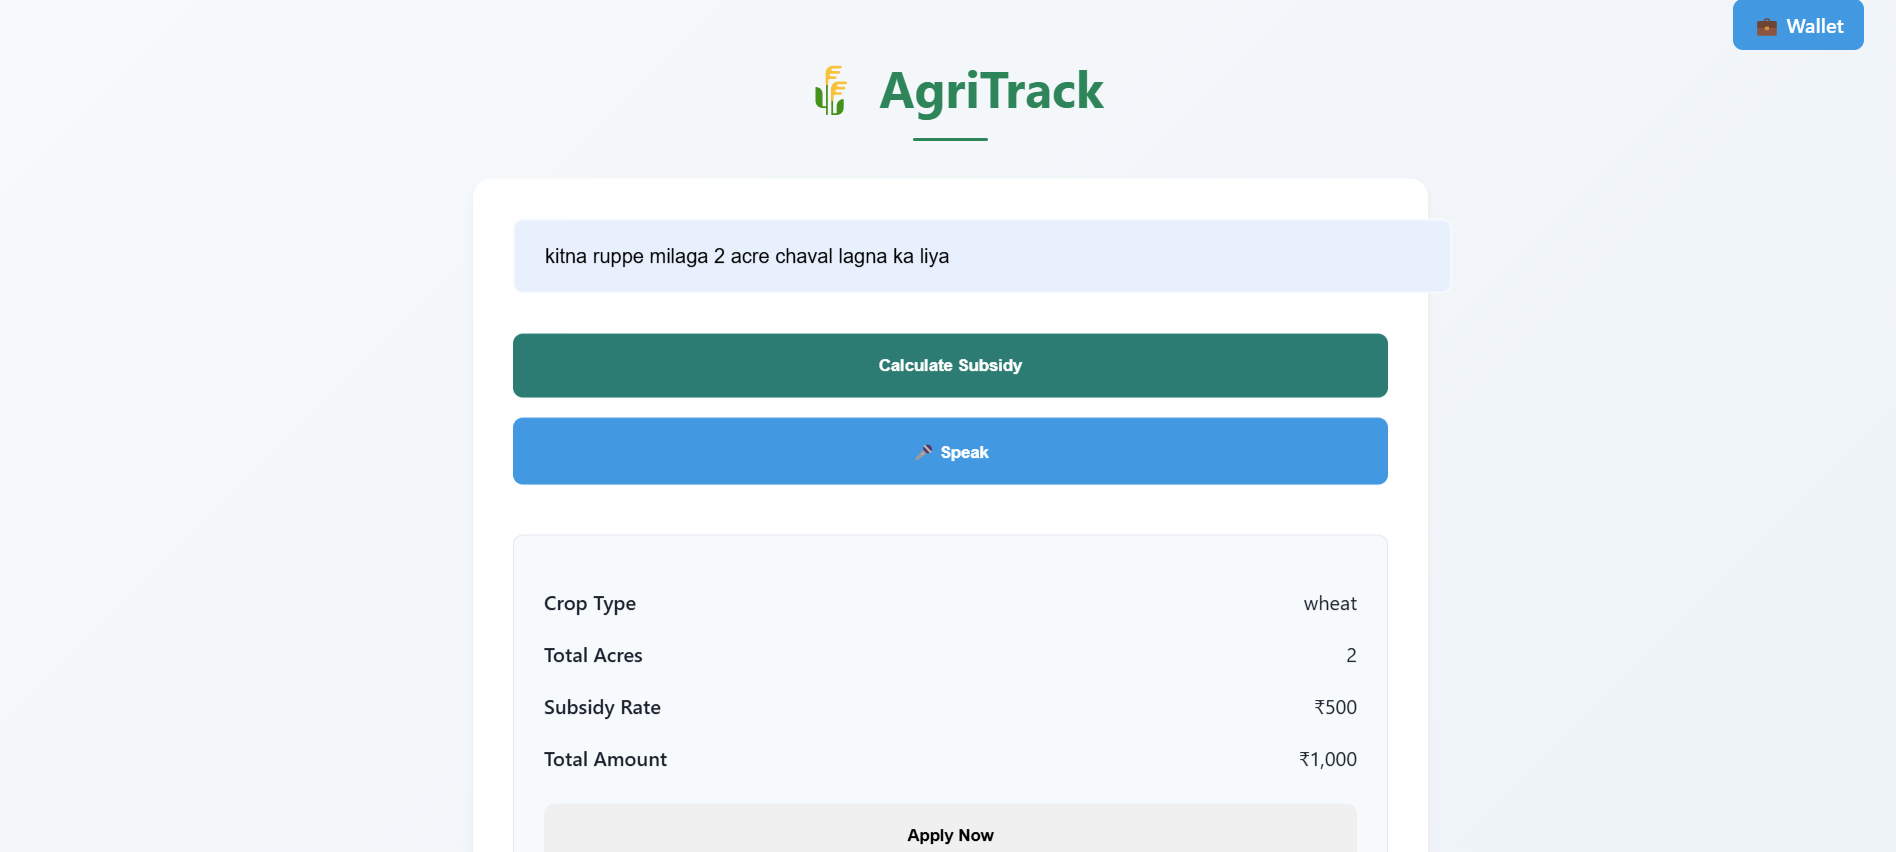 Wallet
AgriTrack
kitna ruppe milaga 2 acre chaval lagna ka liya
Calculate Subsidy
Speak
Crop Type wheat
Total Acres 2
Subsidy Rate ₹500
Total Amount ₹1,000
Apply Now